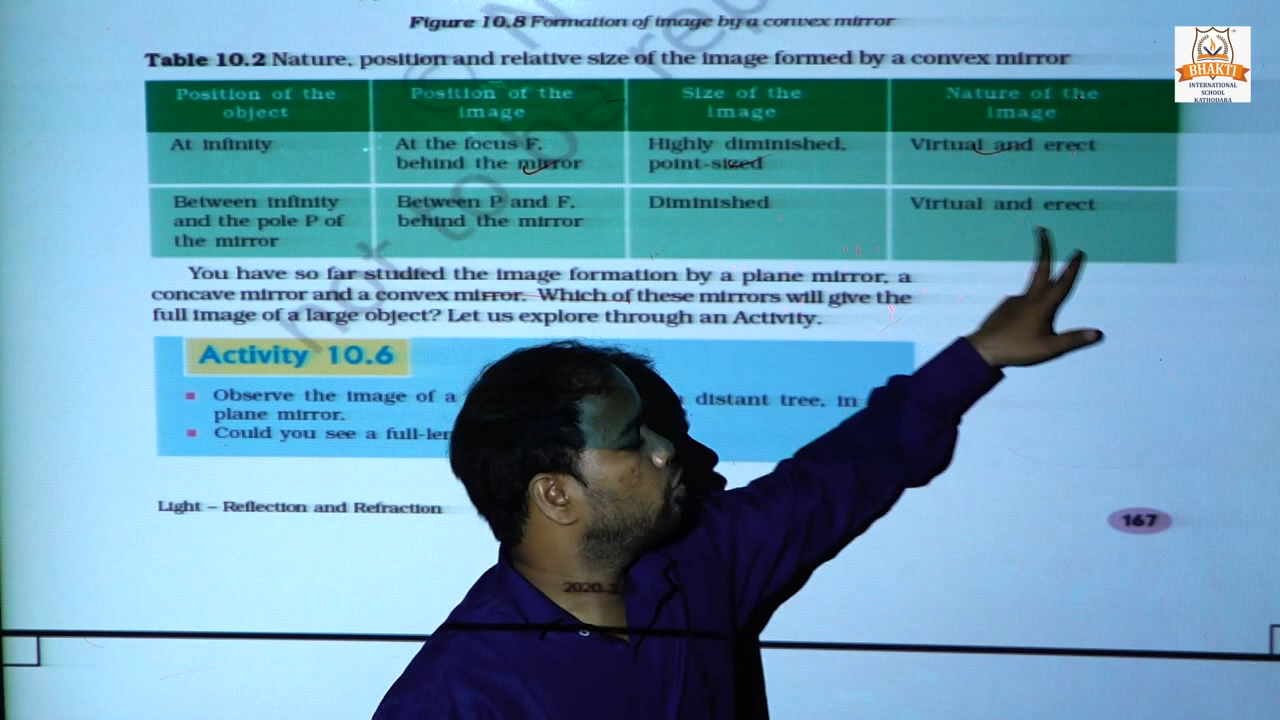 Figure 10.8 Formation of image by a convex mirror
Table 10.2 Nature, position and relative size of the image formed by a convex mirror
Position of the object
Position of the image
Size of the image
Nature of the image
At infinity
At the focus F,
behind the mirror
Highly diminished,
point-sized
Virtual and erect
Between infinity
and the pole P of
the mirror
Between P and F,
behind the mirror
Diminished
Virtual and erect
You have so far studied the image formation by a plane mirror, a
concave mirror and a convex mirror. Which of these mirrors will give the
full image of a large object? Let us explore through an Activity.
Activity 10.6
Observe the image of a distant tree, in
plane mirror.
Could you see a
Light – Reflection and Refraction
167
not to be
BHAKTI
INTERNATIONAL
SCHOOL
KATHODARA